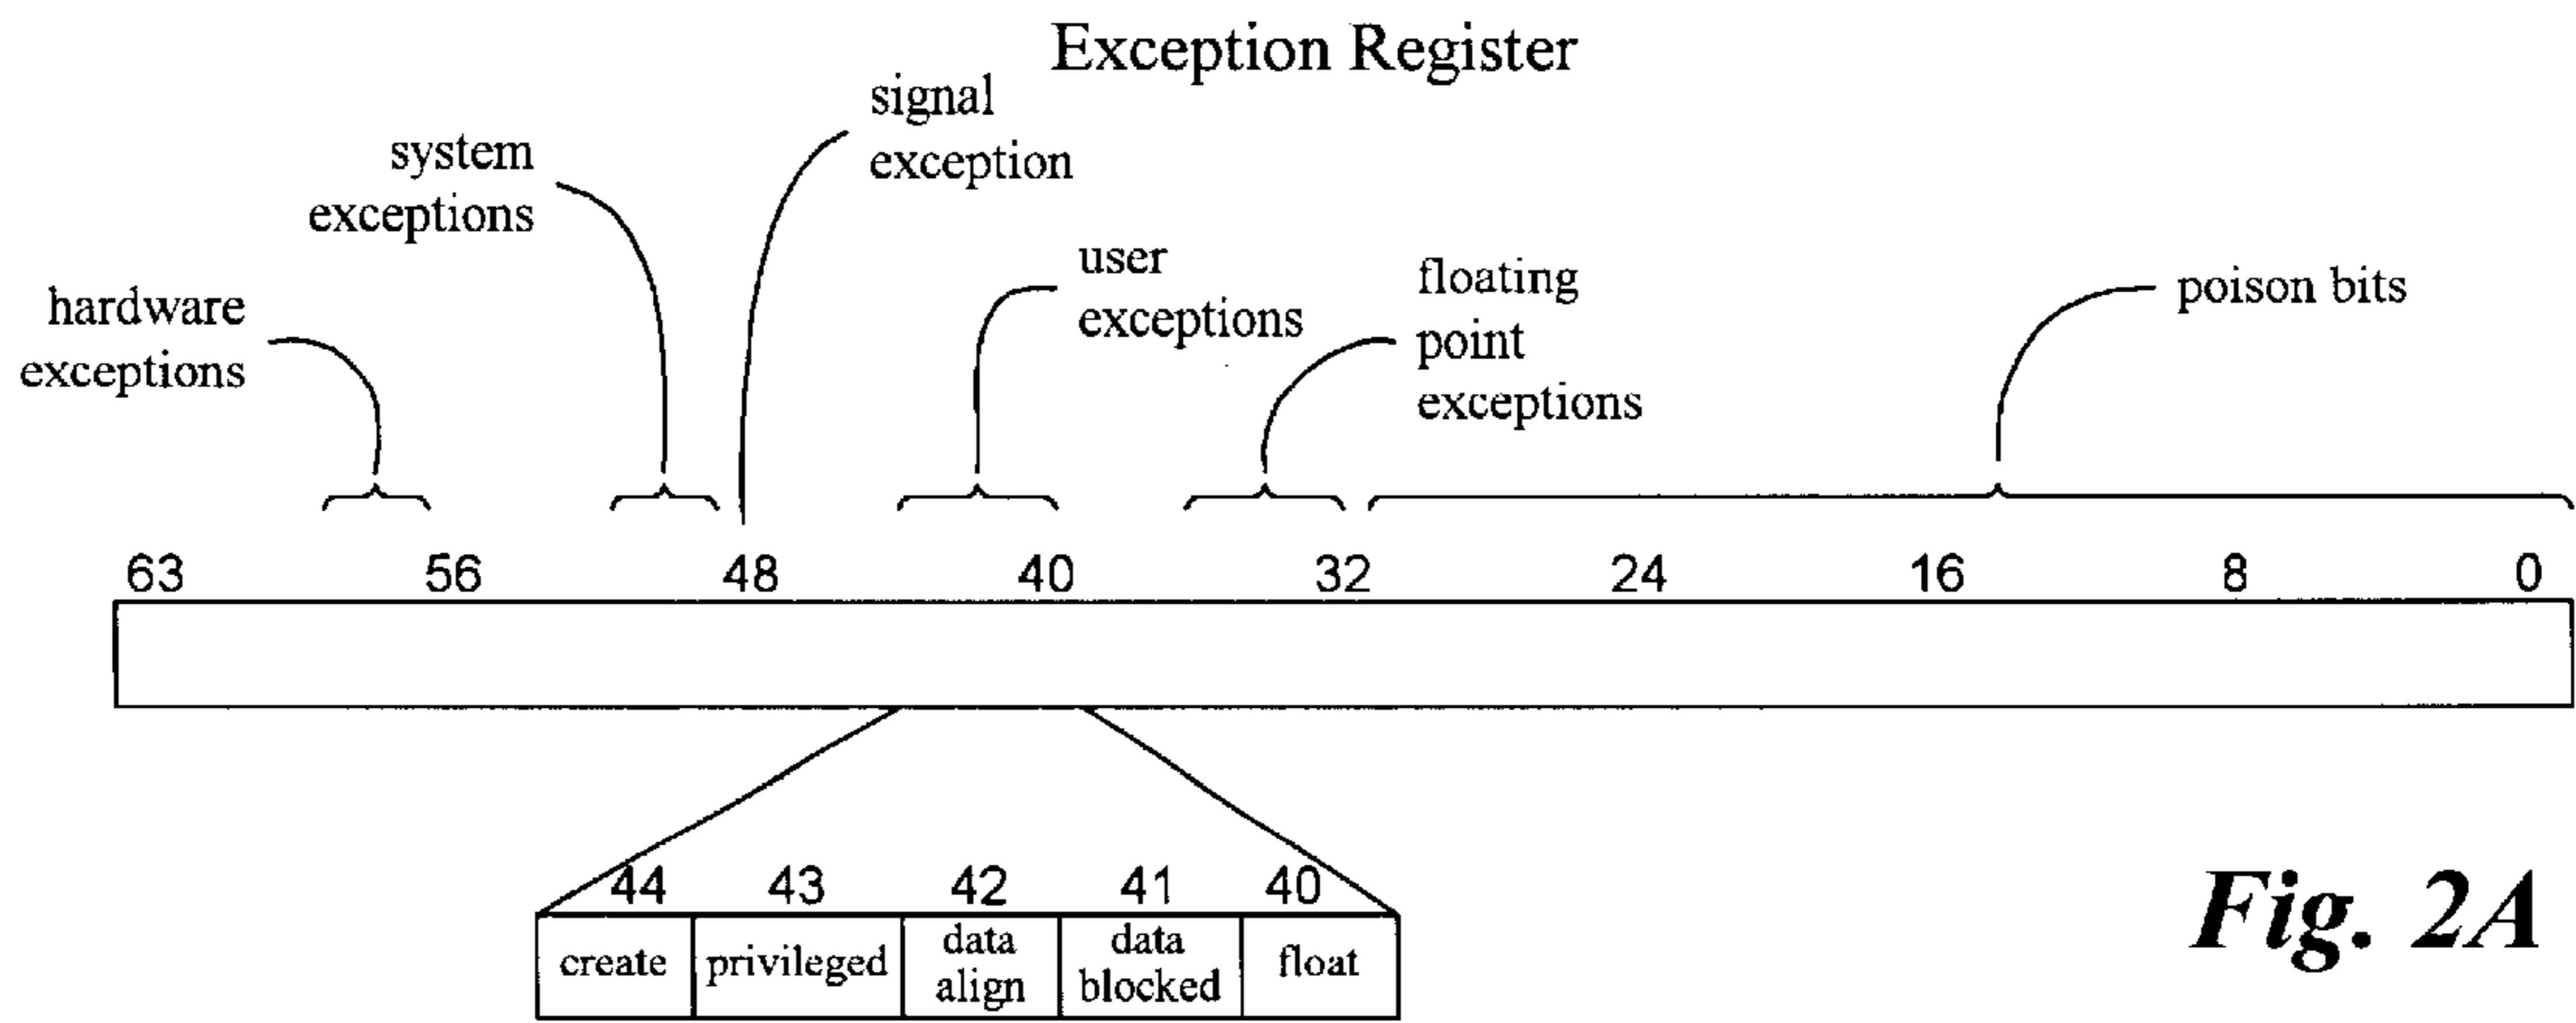 Exception Register
signal
exception
system
exceptions
user
exceptions
floating
point
exceptions
poison bits
hardware
exceptions
63 56 48 40 32 24 16 8 0
44 43 42 41 40
create privileged data align data blocked float
Fig. 2A